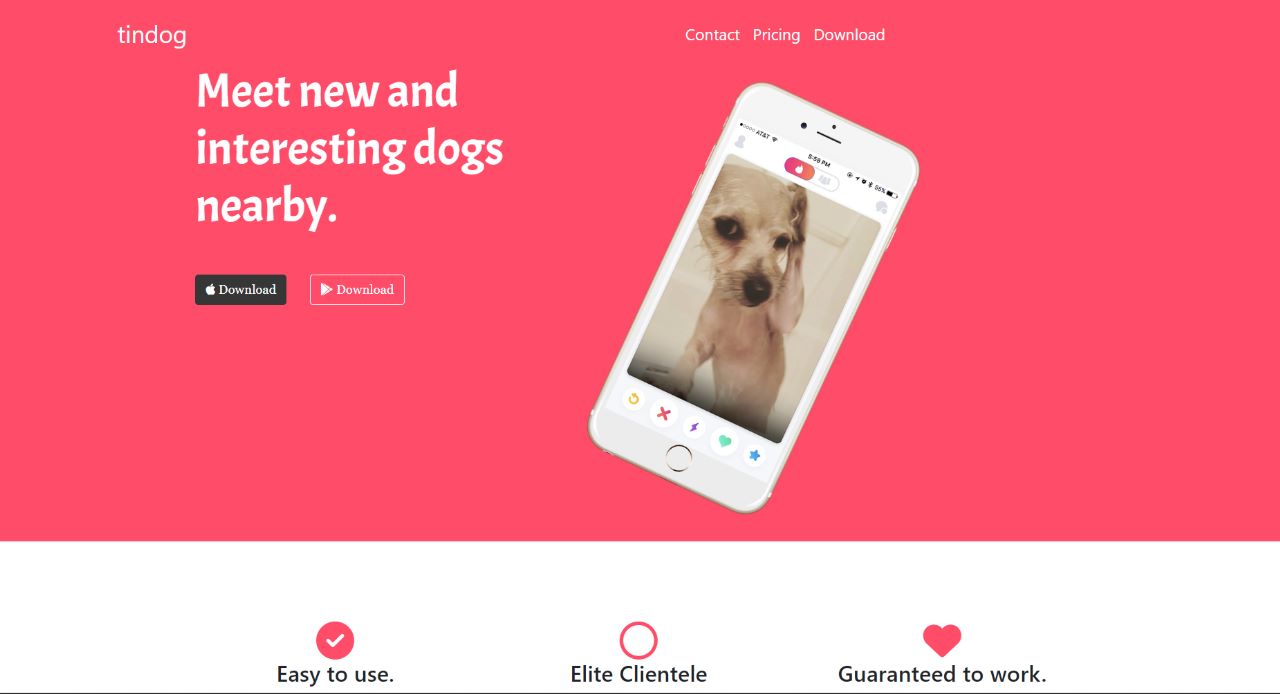 tindog
Contact Pricing Download
Meet new and
interesting dogs
nearby.
Download Download
AT&T
5:59 PM
56%
Easy to use.
Elite Clientele
Guaranteed to work.